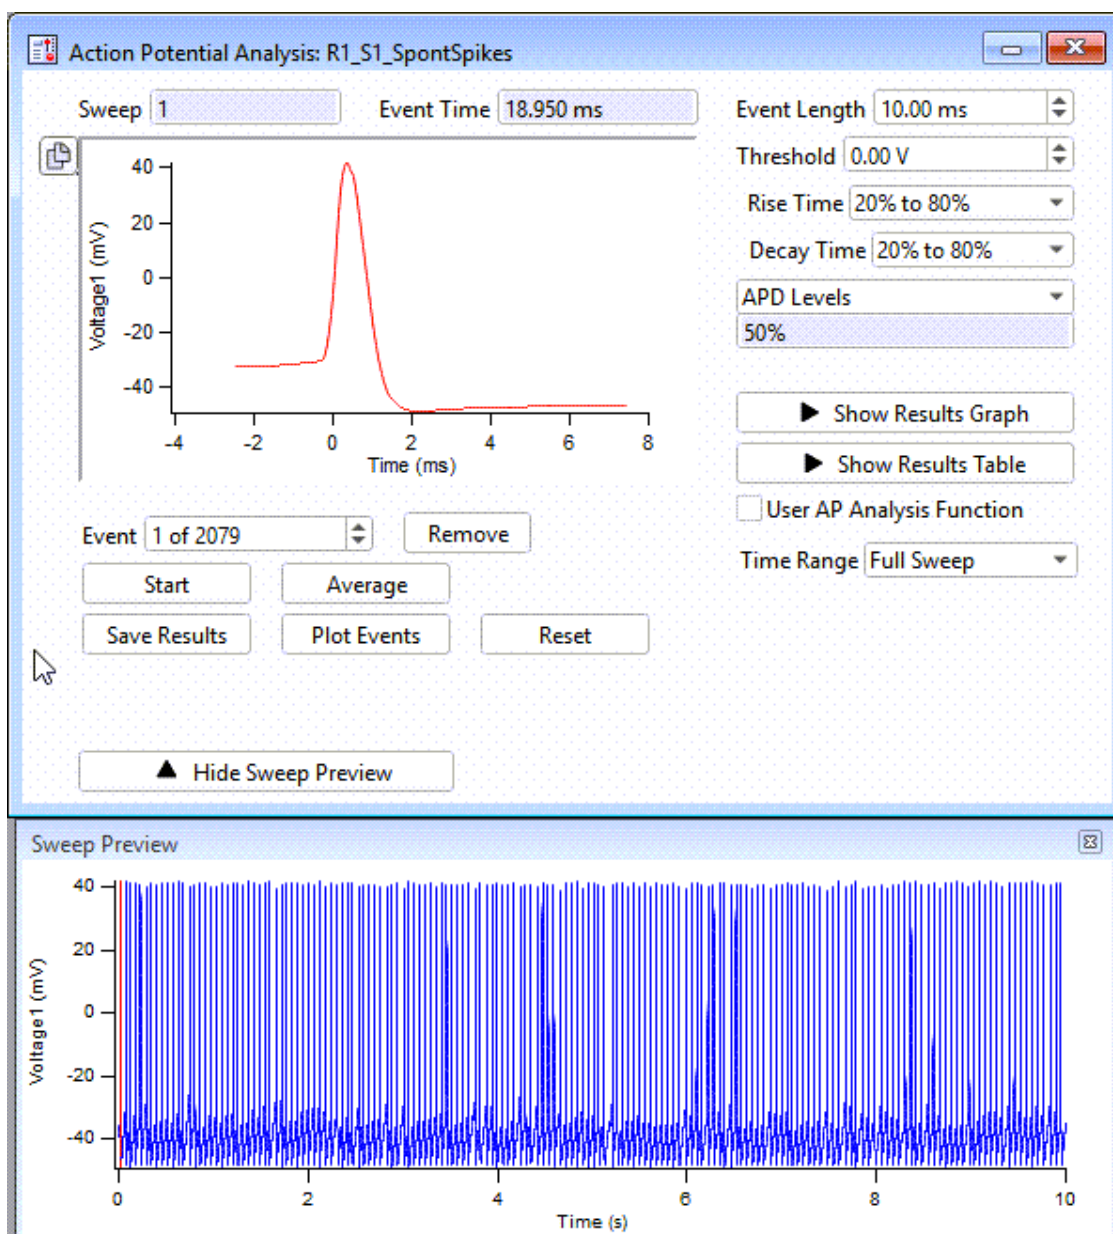 Action Potential Analysis: R1_S1_SpontSpikes
Sweep 1 Event Time 18.950 ms
Event Length 10.00 ms
Threshold 0.00 V
Rise Time 20% to 80%
Decay Time 20% to 80%
APD Levels
50%
Show Results Graph
Show Results Table
User AP Analysis Function
Time Range Full Sweep
Voltage1 (mV)
40
20
0
-20
-40
-4 -2 0 2 4 6 8
Time (ms)
Event 1 of 2079 Remove
Start Average
Save Results Plot Events Reset
Hide Sweep Preview
Sweep Preview
Voltage1 (mV)
40
20
0
-20
-40
0 2 4 6 8 10
Time (s)